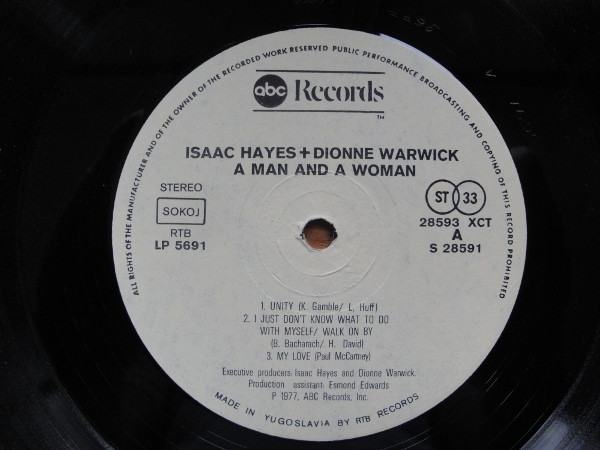 ALL RIGHTS OF THE MANUFACTURER AND OF THE OWNER OF THE RECORDED WORK RESERVED PUBLIC PERFORMANCE BROADCASTING AND COPYING OF THIS RECORD PROHIBITED
abc Records
TM
ISAAC HAYES + DIONNE WARWICK
A MAN AND A WOMAN
STEREO
SOKOJ
RTB
LP 5691
ST 33
28593 XCT
A
S 28591
1. UNITY (K. Gamble/ L. Huff)
2. I JUST DON'T KNOW WHAT TO DO
WITH MYSELF/ WALK ON BY
(B. Bacharach/ H. David)
3. MY LOVE (Paul McCartney)
Executive producers: Isaac Hayes and Dionne Warwick.
Production assistant: Esmond Edwards
P 1977, ABC Records, Inc.
MADE IN YUGOSLAVIA BY RTB RECORDS